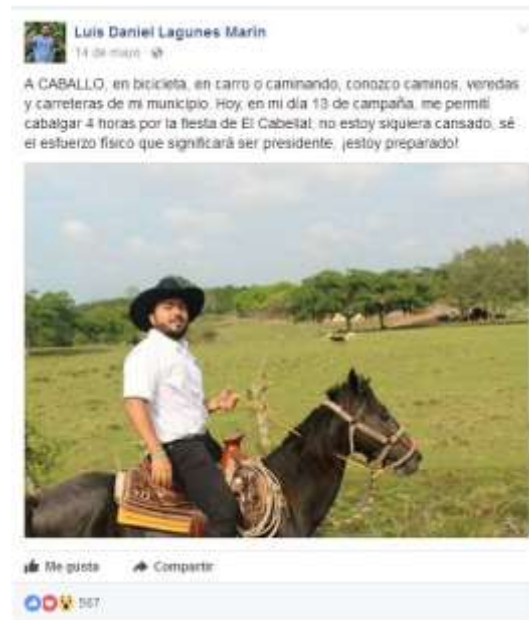 Luis Daniel Lagunes Marin
14 de mayo
A CABALLO, en bicicleta, en carro o caminando, conozco caminos, veredas
y carreteras de mi municipio. Hoy, en mi día 13 de campaña, me permití
cabalgar 4 horas por la fiesta de El Cabellal; no estoy siquiera cansado, sé
el esfuerzo físico que significará ser presidente, ¡estoy preparado!
Me gusta Compartir
567